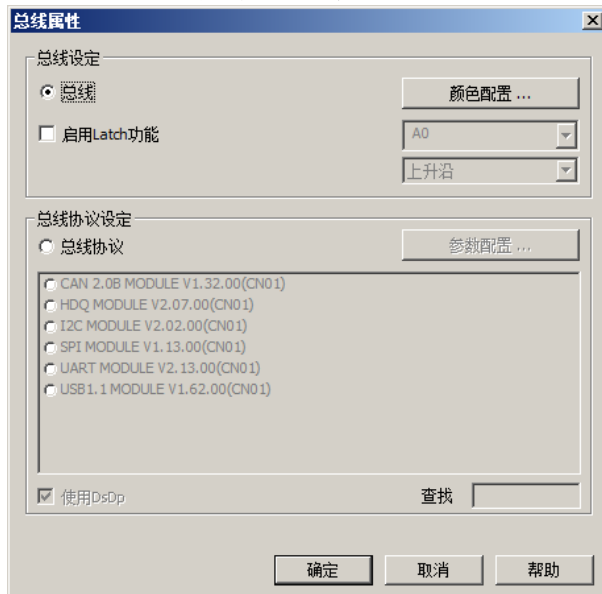 总线属性
总线设定
总线
颜色配置 ...
启用Latch功能
A0
上升沿
总线协议设定
总线协议
参数配置 ...
CAN 2.0B MODULE V1.32.00(CN01)
HDQ MODULE V2.07.00(CN01)
I2C MODULE V2.02.00(CN01)
SPI MODULE V1.13.00(CN01)
UART MODULE V2.13.00(CN01)
USB1.1 MODULE V1.62.00(CN01)
使用DsDp
查找
确定
取消
帮助